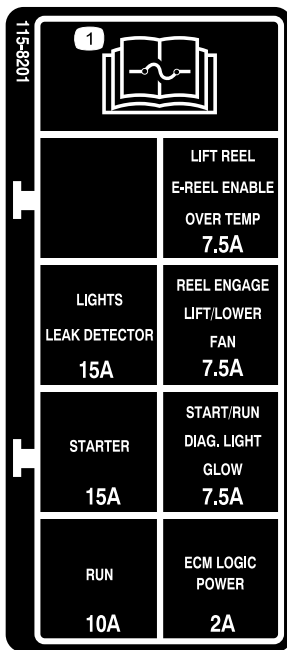 115-8201
1
LIFT REEL
E-REEL ENABLE
OVER TEMP
7.5A
LIGHTS
LEAK DETECTOR
15A
REEL ENGAGE
LIFT/LOWER
FAN
7.5A
STARTER
15A
START/RUN
DIAG. LIGHT
GLOW
7.5A
RUN
10A
ECM LOGIC
POWER
2A